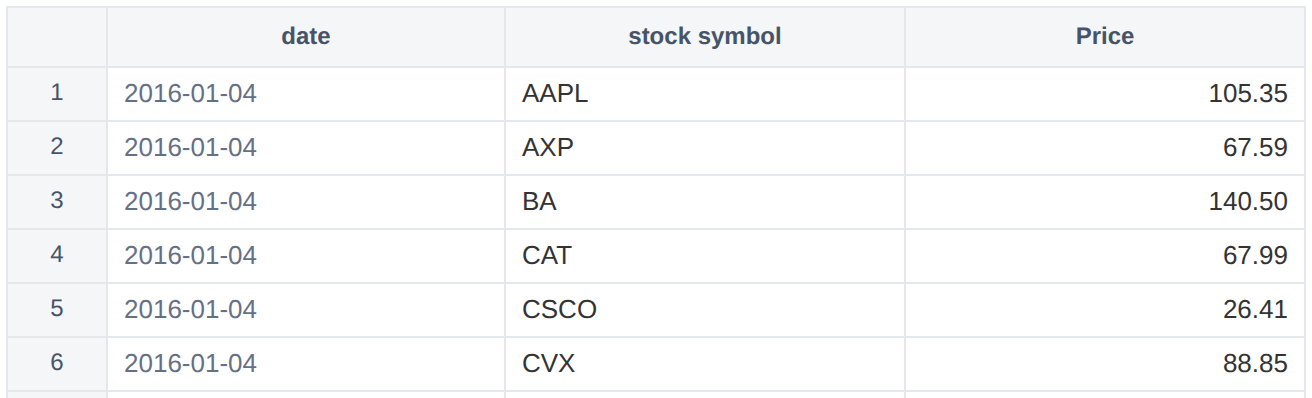 date stock symbol Price
1 2016-01-04 AAPL 105.35
2 2016-01-04 AXP 67.59
3 2016-01-04 BA 140.50
4 2016-01-04 CAT 67.99
5 2016-01-04 CSCO 26.41
6 2016-01-04 CVX 88.85